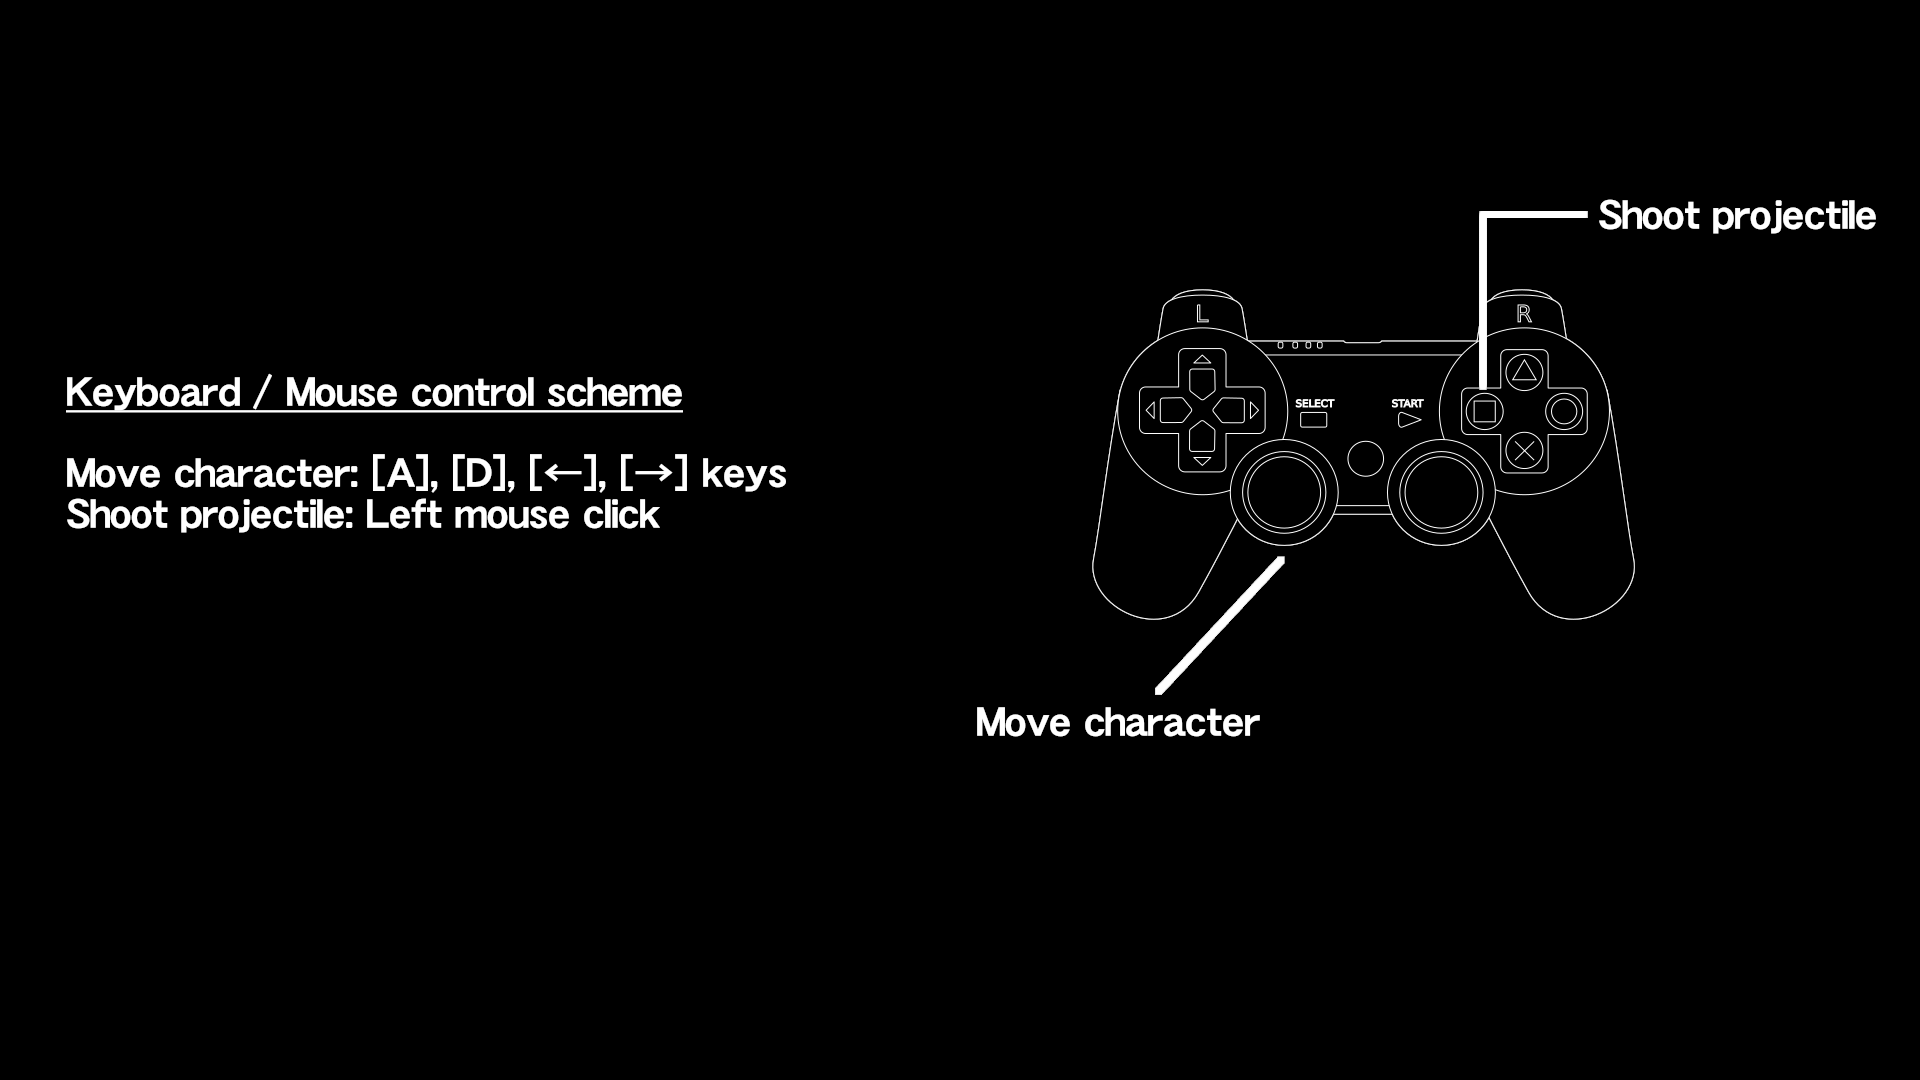 Keyboard / Mouse control scheme
Move character: [A], [D], [←], [→] keys
Shoot projectile: Left mouse click
Shoot projectile
L
R
SELECT
START
Move character